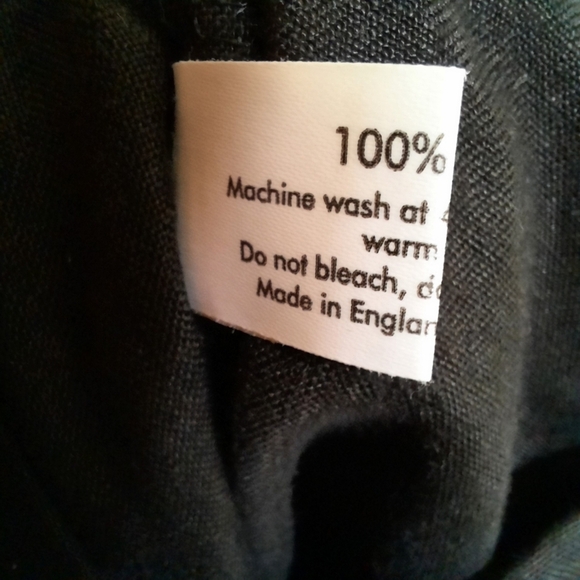 100%
Machine wash at
warm
Do not bleach,
Made in